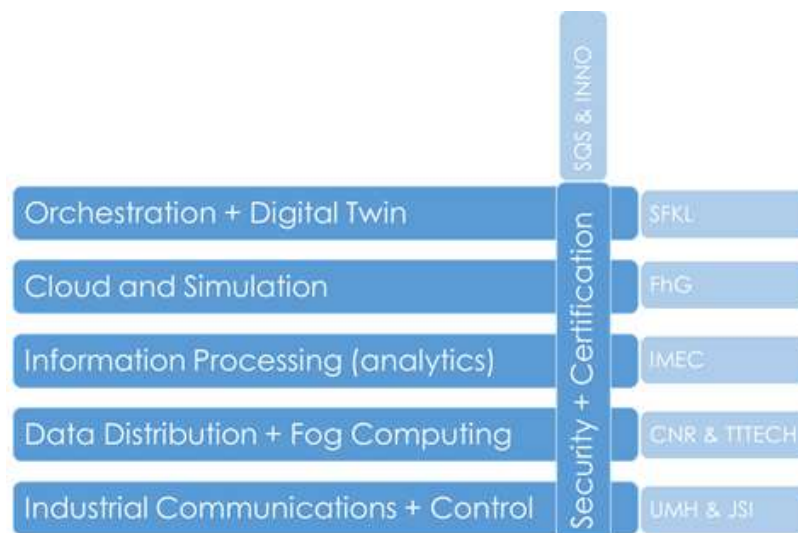 SQS & INNO
Security + Certification
Orchestration + Digital Twin
SFKL
Cloud and Simulation
FhG
Information Processing (analytics)
IMEC
Data Distribution + Fog Computing
CNR & TTTECH
Industrial Communications + Control
UMH & JSI